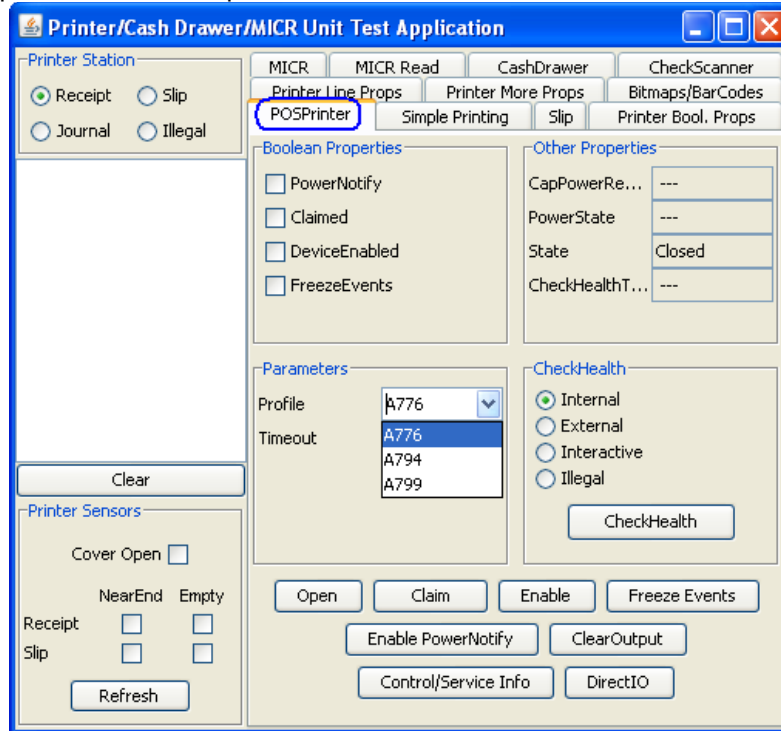 Printer/Cash Drawer/MICR Unit Test Application
Printer Station
Receipt Slip
Journal Illegal
Clear
Printer Sensors
Cover Open
NearEnd Empty
Receipt
Slip
Refresh
MICR MICR Read CashDrawer CheckScanner
Printer Line Props Printer More Props Bitmaps/BarCodes
POSPrinter Simple Printing Slip Printer Bool. Props
Boolean Properties
PowerNotify
Claimed
DeviceEnabled
FreezeEvents
Other Properties
CapPowerRe... ---
PowerState ---
State Closed
CheckHealthT... ---
Parameters
Profile A776
Timeout A776
A794
A799
CheckHealth
Internal
External
Interactive
Illegal
CheckHealth
Open Claim Enable Freeze Events
Enable PowerNotify ClearOutput
Control/Service Info DirectIO